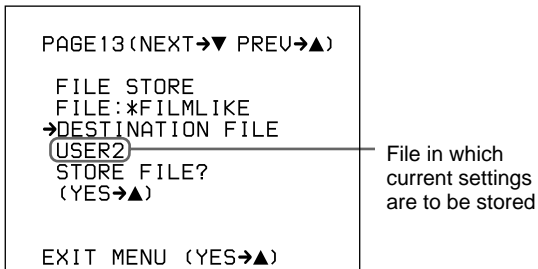 PAGE13(NEXT→▼ PREV→▲)
FILE STORE
FILE:*FILMLIKE
→DESTINATION FILE
USER2
STORE FILE?
(YES→▲)
EXIT MENU (YES→▲)
File in which
current settings
are to be stored